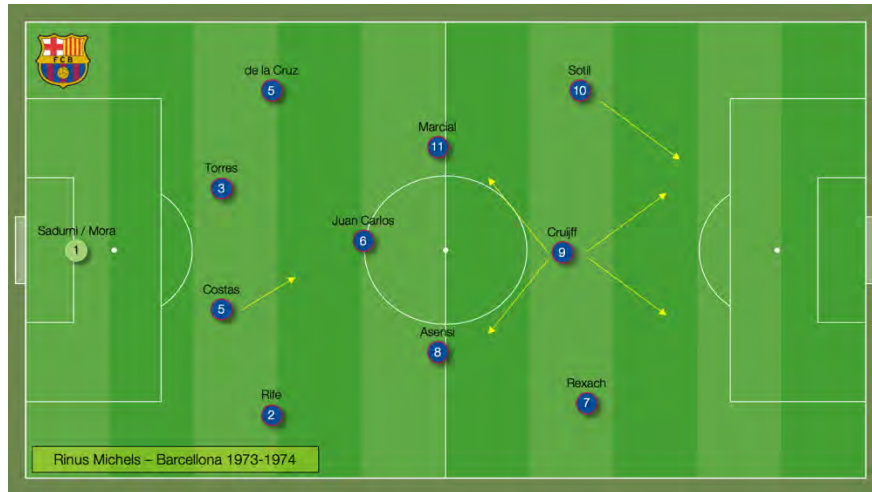 FCB
de la Cruz
5
Sotil
10
Marcial
11
Torres
3
Juan Carlos
6
Sadurni / Mora
1
Cruijff
9
Costas
5
Asensi
8
Rexach
7
Rife
2
Rinus Michels – Barcellona 1973-1974